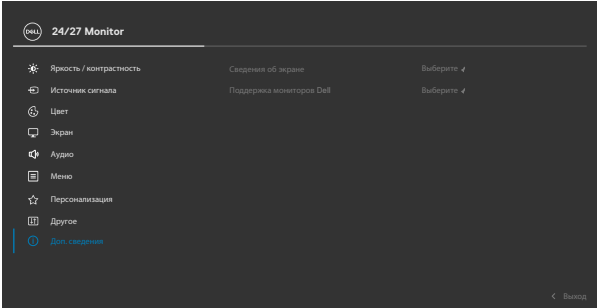 DELL 24/27 Monitor
Яркость / контрастность Сведения об экране Выберите
Источник сигнала Поддержка мониторов Dell Выберите
Цвет
Экран
Аудио
Меню
Персонализация
Другое
Доп. сведения
Выход